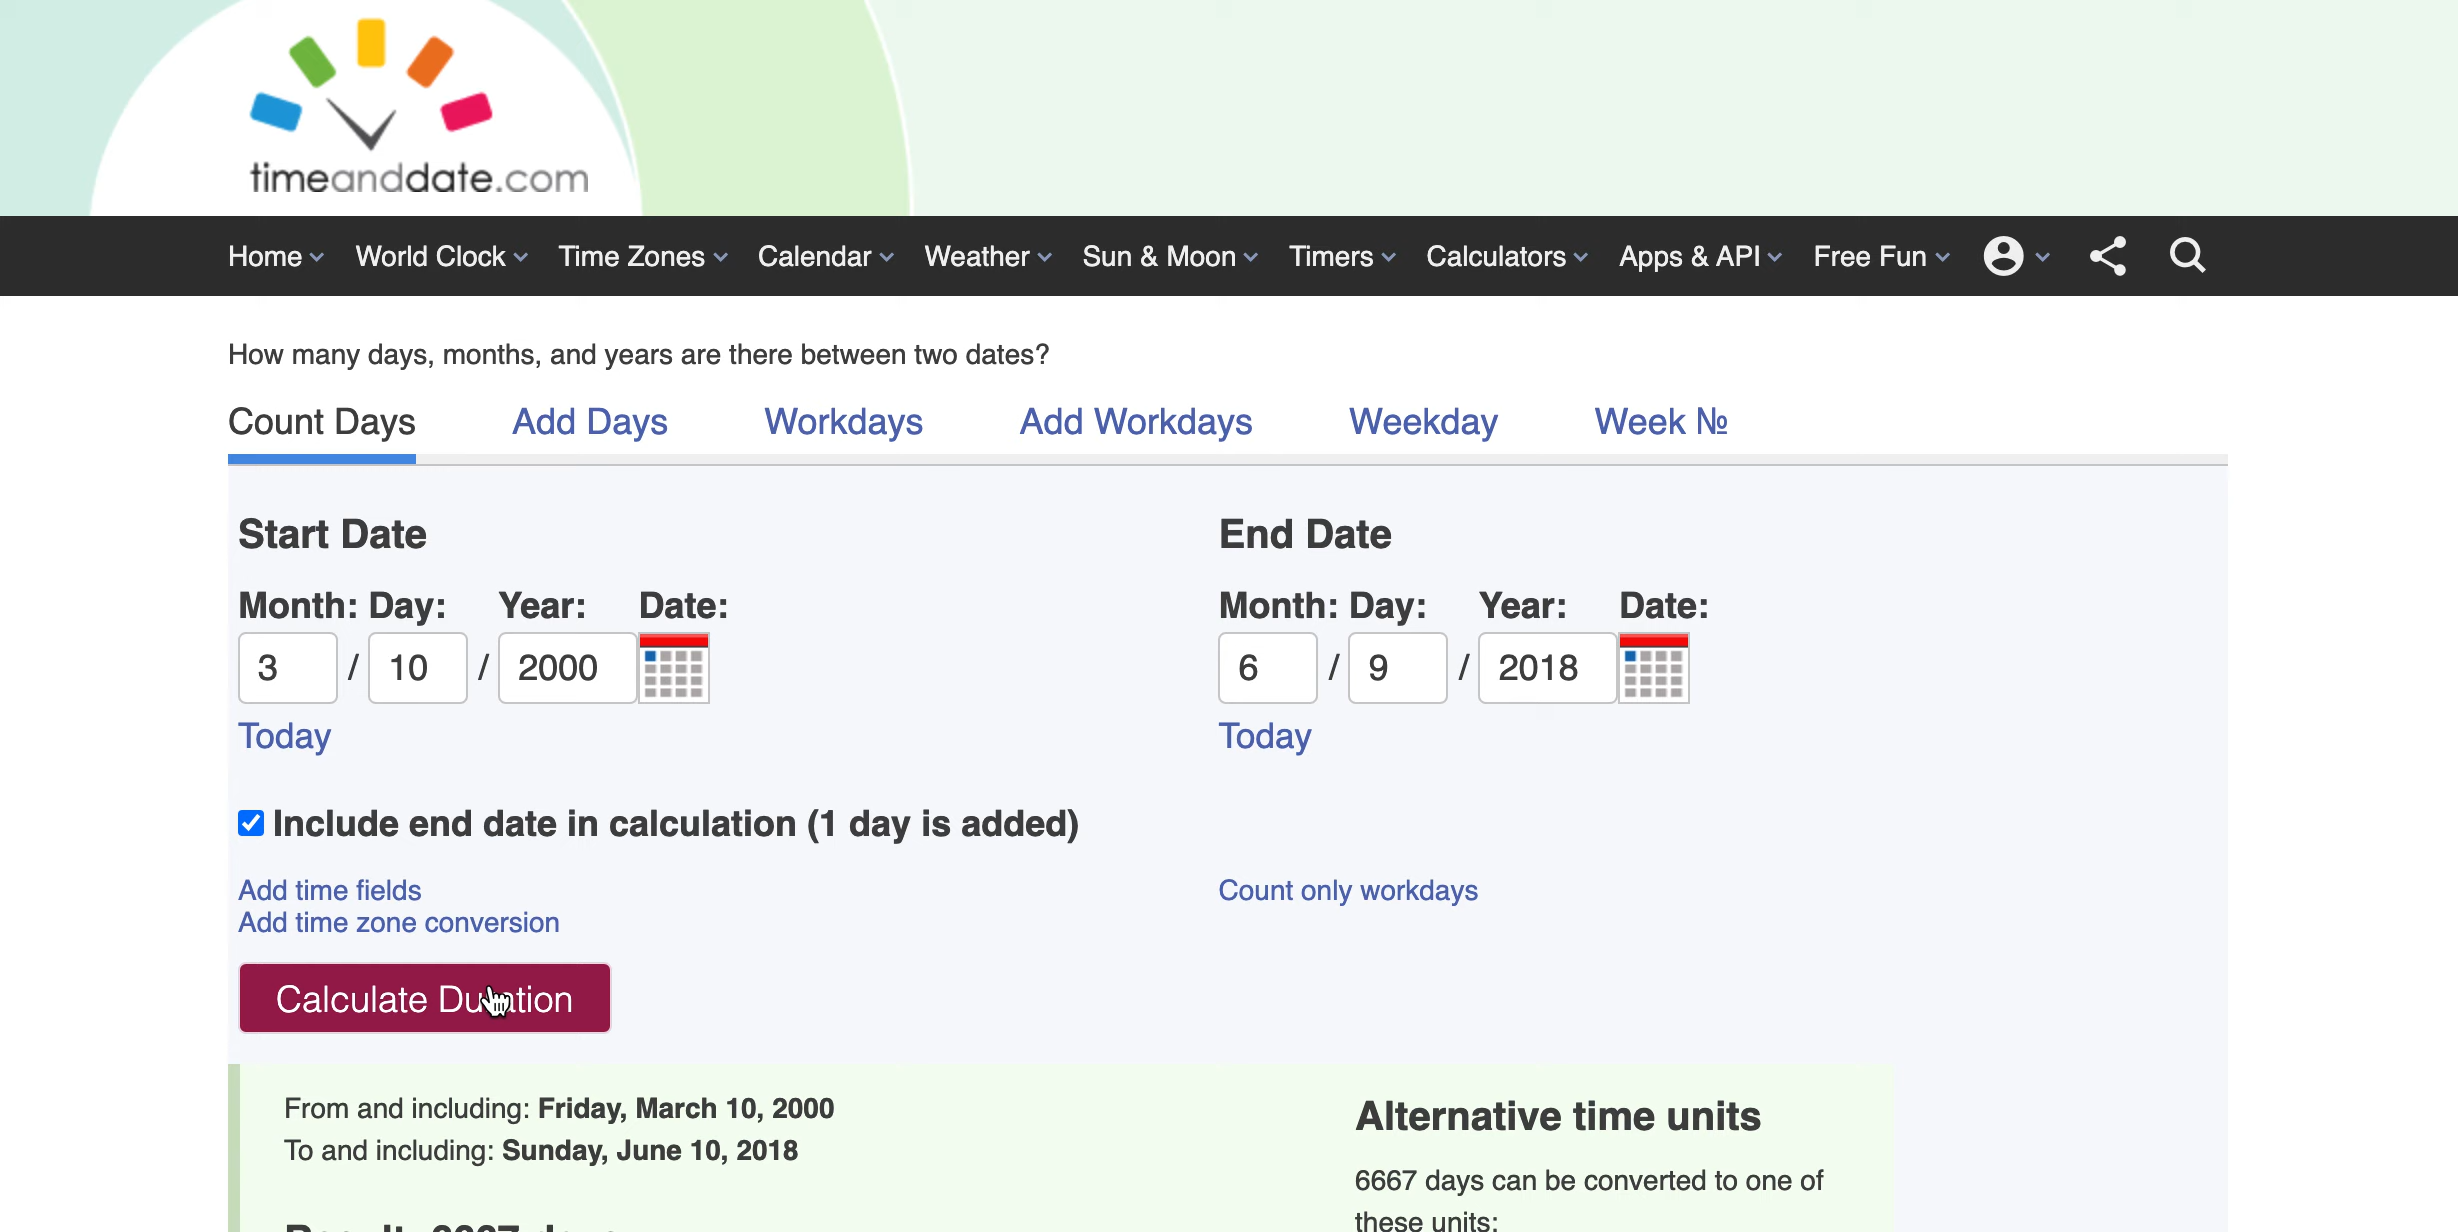 timeanddate.com
Home World Clock Time Zones Calendar Weather Sun & Moon Timers Calculators Apps & API Free Fun
How many days, months, and years are there between two dates?
Count Days Add Days Workdays Add Workdays Weekday Week №
Start Date End Date
Month: Day: Year: Date: Month: Day: Year: Date:
3 / 10 / 2000 6 / 9 / 2018
Today Today
Include end date in calculation (1 day is added)
Add time fields Count only workdays
Add time zone conversion
Calculate Duration
From and including: Friday, March 10, 2000
To and including: Sunday, June 10, 2018
Alternative time units
6667 days can be converted to one of
these units: